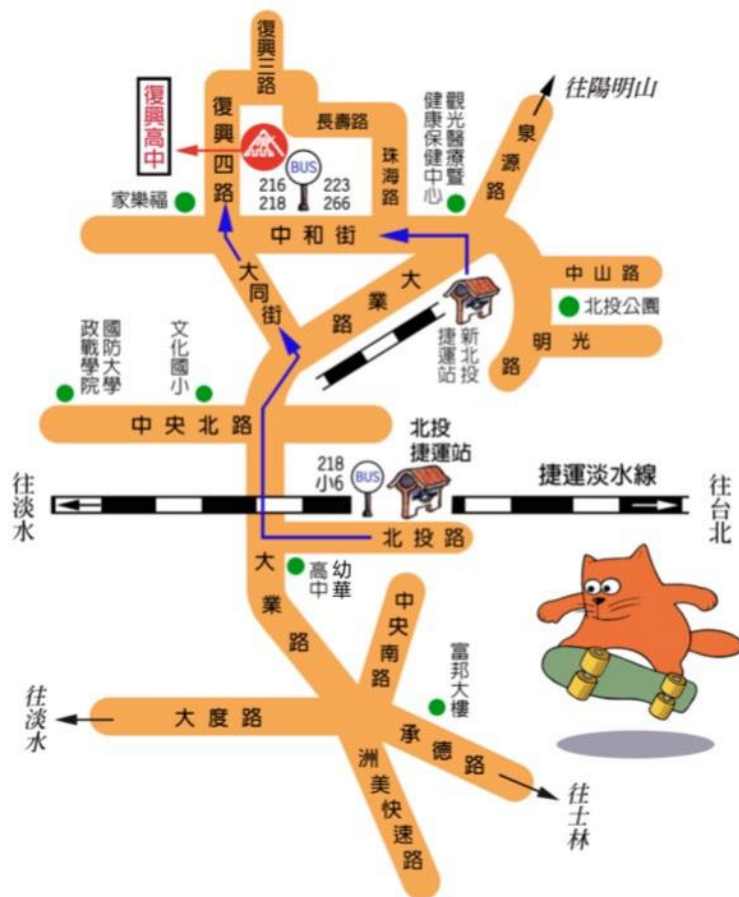 復興三路
往陽明山
復興高中
復興四路
長壽路
觀光醫療暨
健康保健中心
泉源路
珠海路
BUS
216 223
218 266
家樂福
中和街
大同街
大業路
中山路
北投公園
新北投
捷運站
明光路
國防大學
政戰學院
文化國小
中央北路
北投
捷運站
218
小6
BUS
捷運淡水線
往淡水
往台北
北投路
幼華
高中
大業路
中央南路
富邦大樓
往淡水
大度路
承德路
洲美快速路
往士林